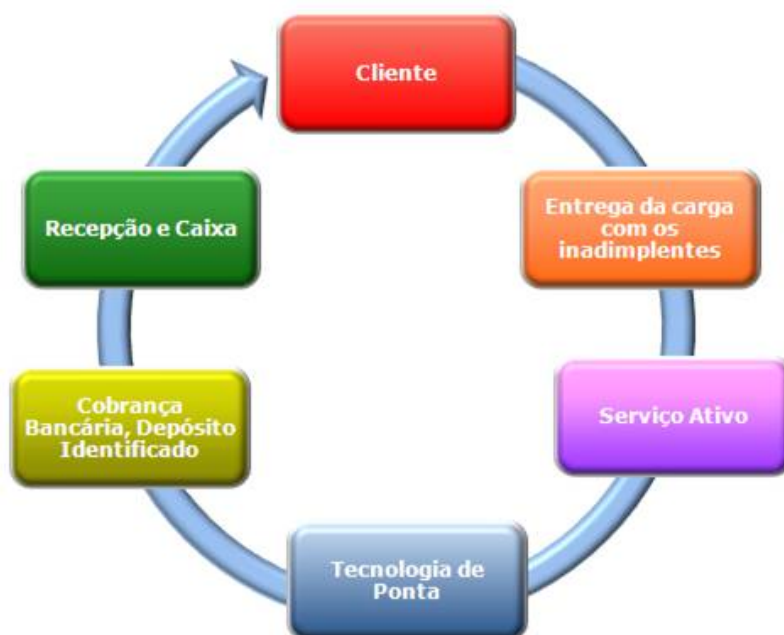 Cliente
Entrega da carga
com os
inadimplentes
Serviço Ativo
Tecnologia de
Ponta
Cobrança
Bancária, Depósito
Identificado
Recepção e Caixa